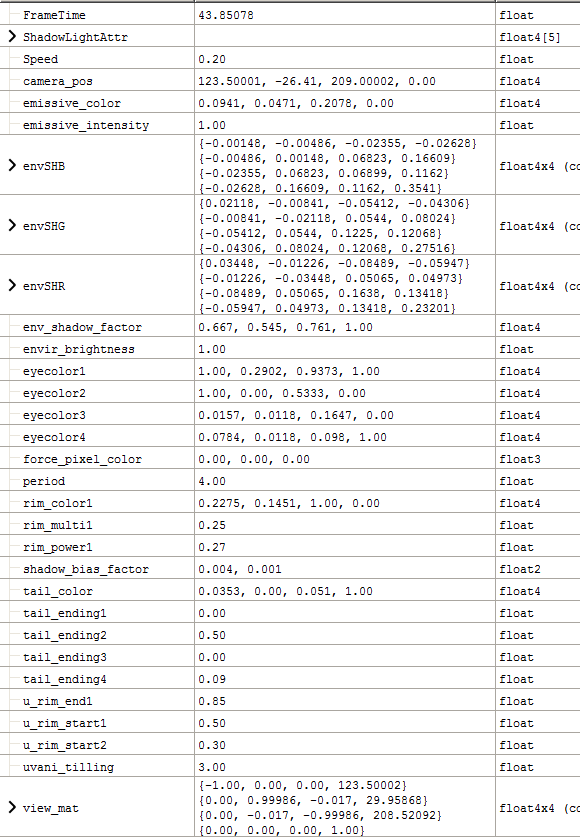 FrameTime 43.85078 float
ShadowLightAttr float4[5]
Speed 0.20 float
camera_pos 123.50001, -26.41, 209.00002, 0.00 float4
emissive_color 0.0941, 0.0471, 0.2078, 0.00 float4
emissive_intensity 1.00 float
{-0.00148, -0.00486, -0.02355, -0.02628}
{-0.00486, 0.00148, 0.06823, 0.16609}
envSHB float4x4 (co
{-0.02355, 0.06823, 0.06899, 0.1162}
{-0.02628, 0.16609, 0.1162, 0.3541}
{0.02118, -0.00841, -0.05412, -0.04306}
{-0.00841, -0.02118, 0.0544, 0.08024}
envSHG float4x4 (co
{-0.05412, 0.0544, 0.1225, 0.12068}
{-0.04306, 0.08024, 0.12068, 0.27516}
{0.03448, -0.01226, -0.08489, -0.05947}
{-0.01226, -0.03448, 0.05065, 0.04973}
envSHR float4x4 (co
{-0.08489, 0.05065, 0.1638, 0.13418}
{-0.05947, 0.04973, 0.13418, 0.23201}
env_shadow_factor 0.667, 0.545, 0.761, 1.00 float4
envir_brightness 1.00 float
eyecolor1 1.00, 0.2902, 0.9373, 1.00 float4
eyecolor2 1.00, 0.00, 0.5333, 0.00 float4
eyecolor3 0.0157, 0.0118, 0.1647, 0.00 float4
eyecolor4 0.0784, 0.0118, 0.098, 1.00 float4
force_pixel_color 0.00, 0.00, 0.00 float3
period 4.00 float
rim_color1 0.2275, 0.1451, 1.00, 0.00 float4
rim_multi1 0.25 float
rim_power1 0.27 float
shadow_bias_factor 0.004, 0.001 float2
tail_color 0.0353, 0.00, 0.051, 1.00 float4
tail_ending1 0.00 float
tail_ending2 0.50 float
tail_ending3 0.00 float
tail_ending4 0.09 float
u_rim_end1 0.85 float
u_rim_start1 0.50 float
u_rim_start2 0.30 float
uvani_tilling 3.00 float
{-1.00, 0.00, 0.00, 123.50002}
{0.00, 0.99986, -0.017, 29.95868}
view_mat float4x4 (co
{0.00, -0.017, -0.99986, 208.52092}
{0.00, 0.00, 0.00, 1.00}